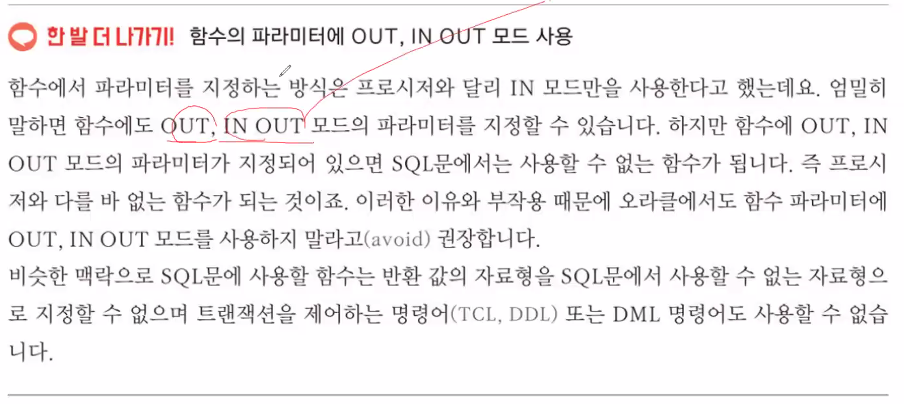 한 발 더 나가기! 함수의 파라미터에 OUT, IN OUT 모드 사용
함수에서 파라미터를 지정하는 방식은 프로시저와 달리 IN 모드만을 사용한다고 했는데요. 엄밀히
말하면 함수에도 OUT, IN OUT 모드의 파라미터를 지정할 수 있습니다. 하지만 함수에 OUT, IN
OUT 모드의 파라미터가 지정되어 있으면 SQL문에서는 사용할 수 없는 함수가 됩니다. 즉 프로시
저와 다를 바 없는 함수가 되는 것이죠. 이러한 이유와 부작용 때문에 오라클에서도 함수 파라미터에
OUT, IN OUT 모드를 사용하지 말라고(avoid) 권장합니다.
비슷한 맥락으로 SQL문에 사용할 함수는 반환 값의 자료형을 SQL문에서 사용할 수 없는 자료형으
로 지정할 수 없으며 트랜잭션을 제어하는 명령어(TCL, DDL) 또는 DML 명령어도 사용할 수 없습
니다.